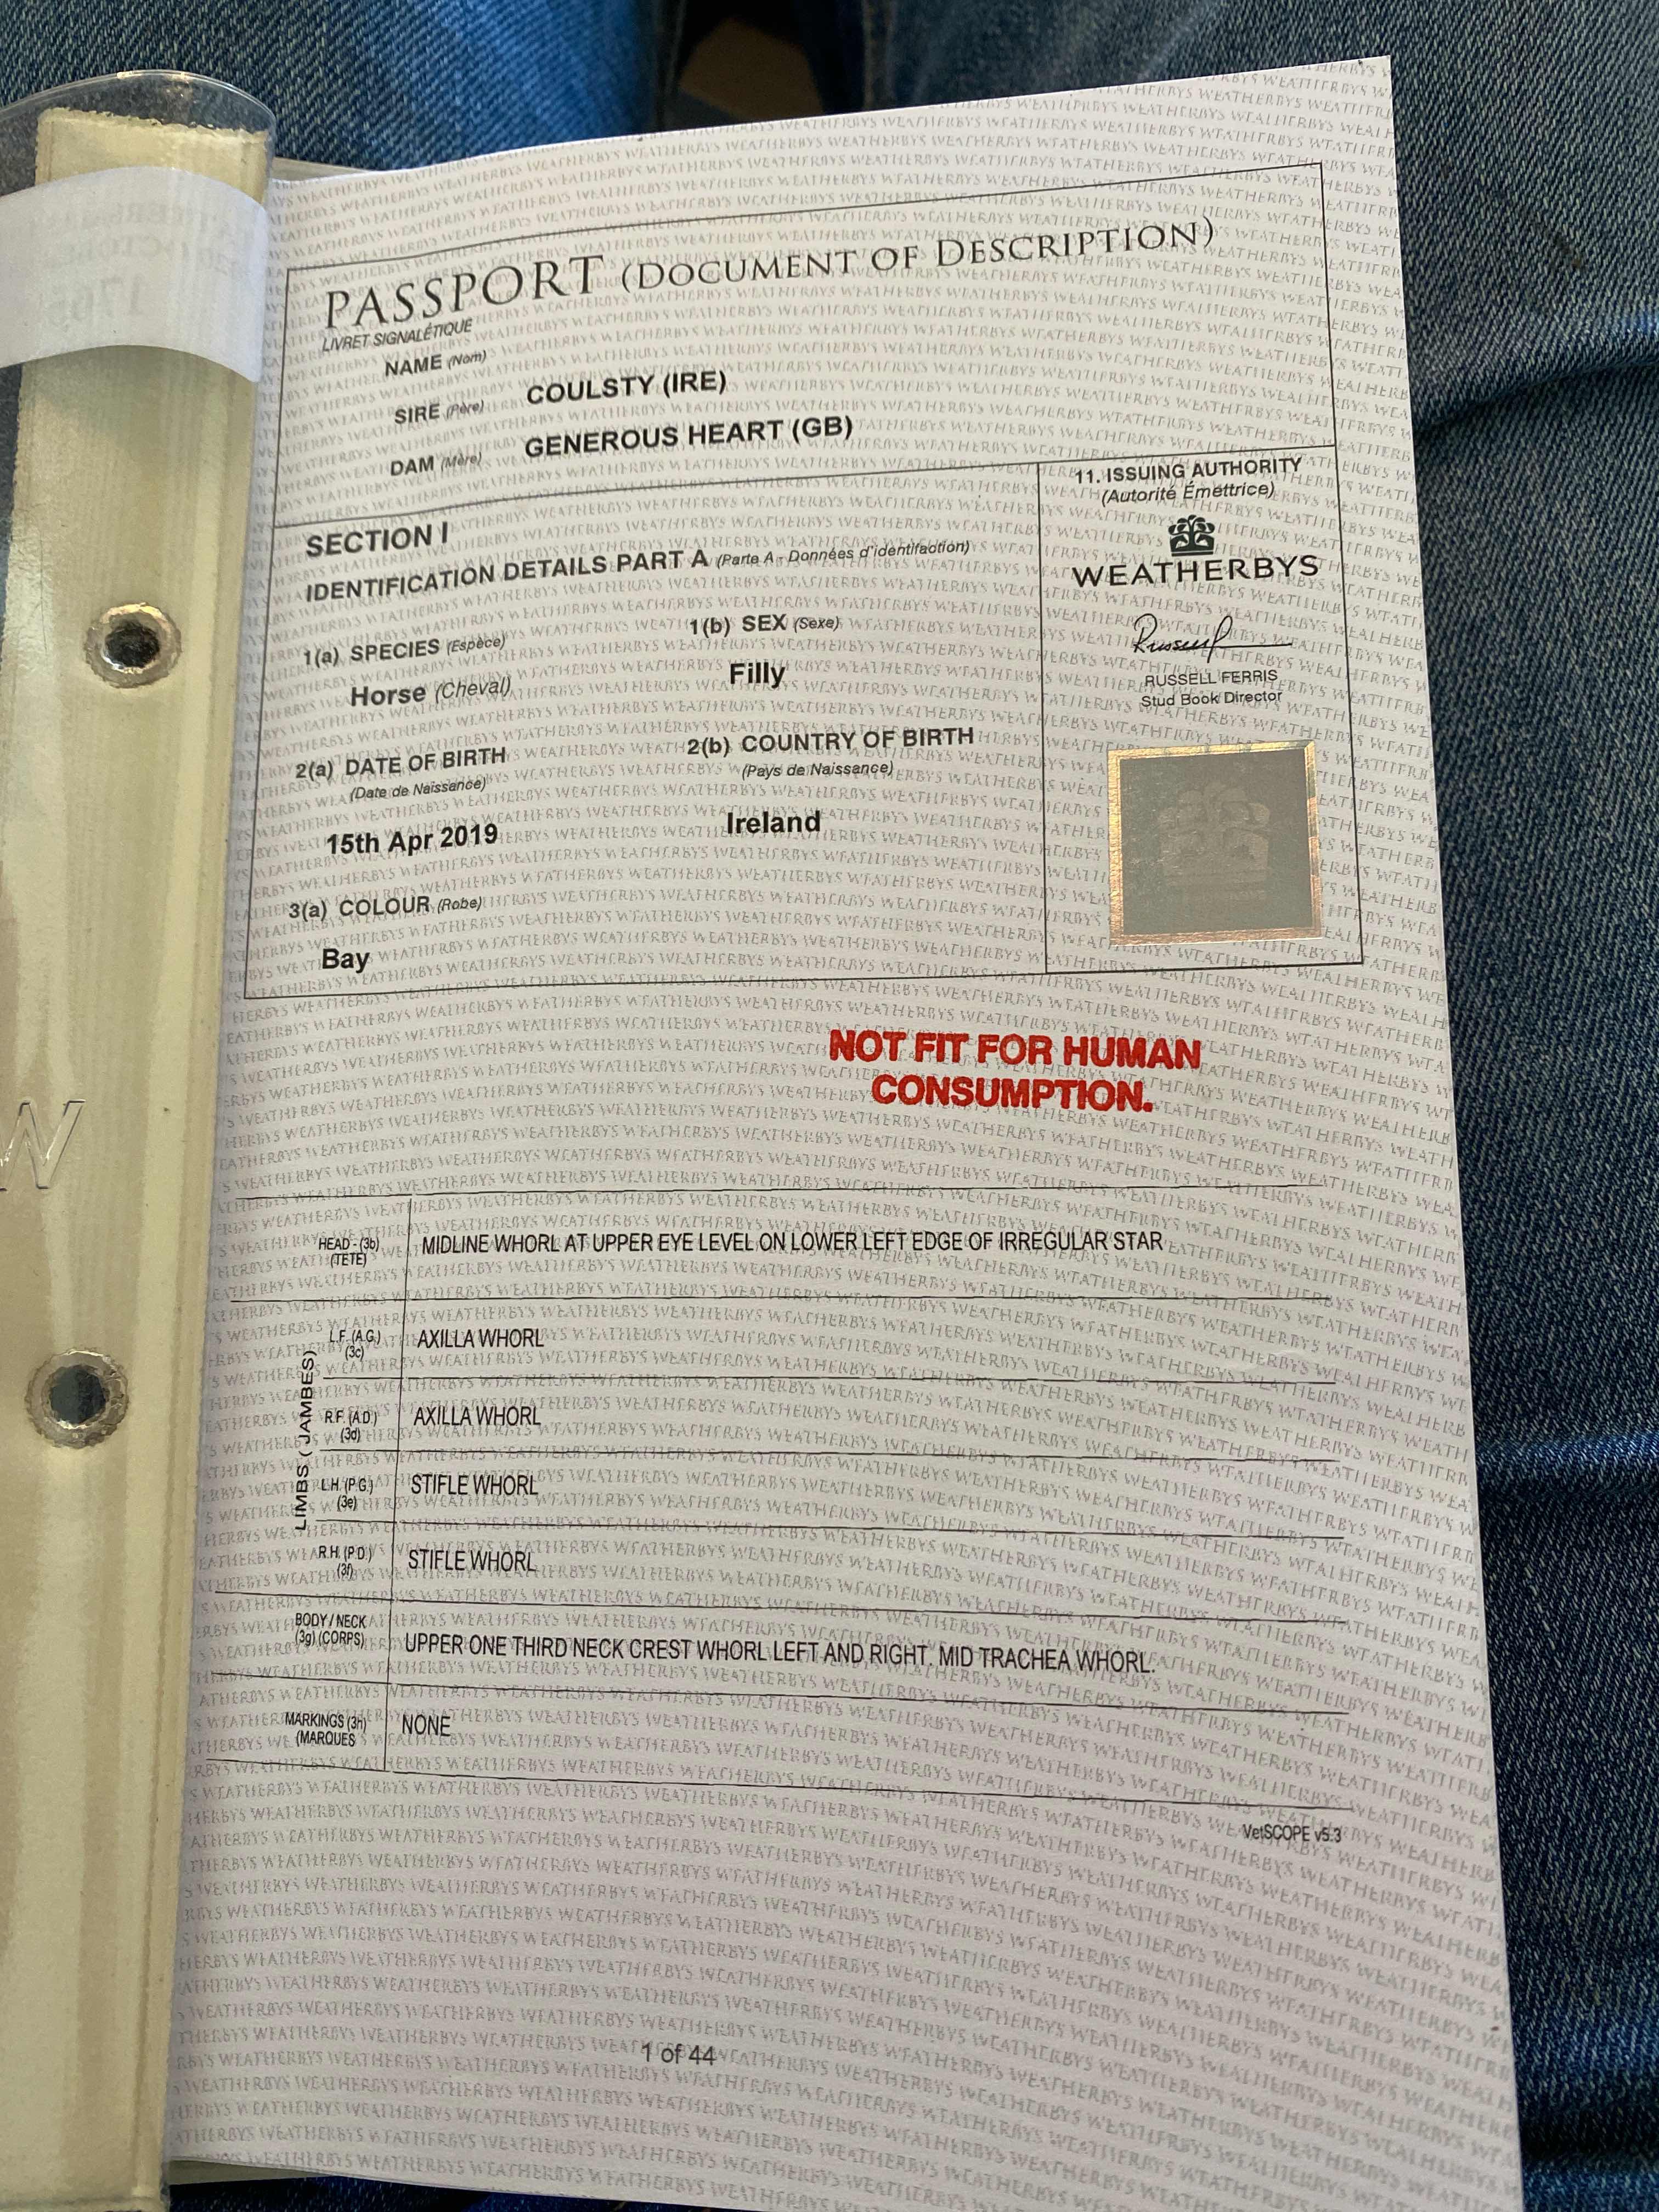 PASSPORT (DOCUMENT OF DESCRIPTION)
LIVRET SIGNALÉTIQUE
NAME (Nom)
SIRE (Père) COULSTY (IRE)
DAM (Mère) GENEROUS HEART (GB)
SECTION I
IDENTIFICATION DETAILS PART A (Parte A - Données d'identifaction)
1(a) SPECIES (Espèce)
Horse (Cheval)
1(b) SEX (Sexe)
Filly
2(a) DATE OF BIRTH
(Date de Naissance)
15th Apr 2019
2(b) COUNTRY OF BIRTH
(Pays de Naissance)
Ireland
3(a) COLOUR (Robe)
Bay
11. ISSUING AUTHORITY
(Autorité Émettrice)
WEATHERBYS
RUSSELL FERRIS
Stud Book Director
NOT FIT FOR HUMAN
CONSUMPTION.
HEAD - (3b)
(TETE)
MIDLINE WHORL AT UPPER EYE LEVEL ON LOWER LEFT EDGE OF IRREGULAR STAR
LIMBS ( JAMBES)
L.F. (A.G.)
(3c)
AXILLA WHORL
R.F. (A.D.)
(3d)
AXILLA WHORL
L.H. (P.G.)
(3e)
STIFLE WHORL
R.H. (P.D.)
(3f)
STIFLE WHORL
BODY / NECK
(3g) (CORPS)
UPPER ONE THIRD NECK CREST WHORL LEFT AND RIGHT. MID TRACHEA WHORL.
MARKINGS (3h)
(MARQUES
NONE
VetSCOPE v5.3
1 of 44
W